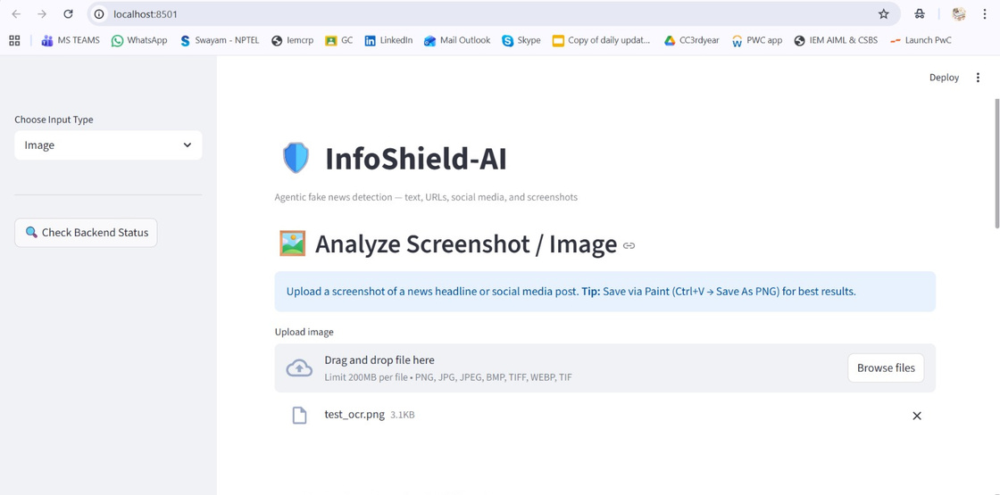 localhost:8501
MS TEAMS WhatsApp Swayam - NPTEL Iemcrp GC LinkedIn Mail Outlook Skype Copy of daily updat... CC3rdyear PWC app IEM AIML & CSBS Launch PwC
Deploy
Choose Input Type
Image
Check Backend Status
InfoShield-AI
Agentic fake news detection — text, URLs, social media, and screenshots
Analyze Screenshot / Image
Upload a screenshot of a news headline or social media post. Tip: Save via Paint (Ctrl+V → Save As PNG) for best results.
Upload image
Drag and drop file here
Limit 200MB per file • PNG, JPG, JPEG, BMP, TIFF, WEBP, TIF
Browse files
test_ocr.png 3.1KB